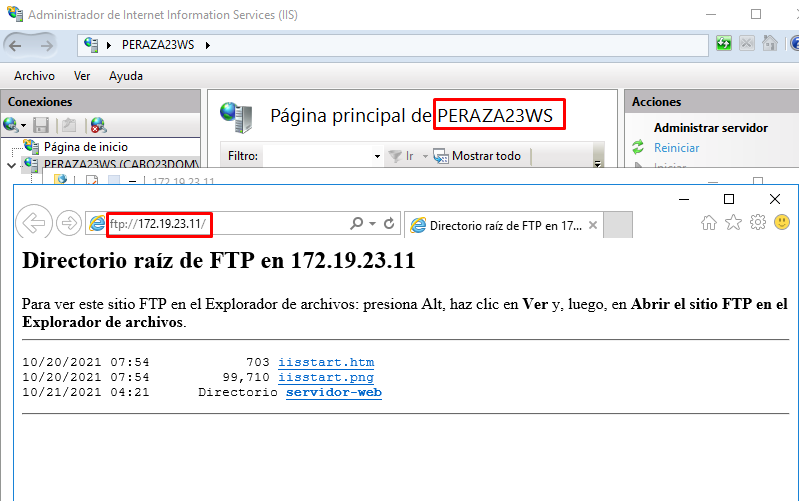 Administrador de Internet Information Services (IIS)
PERAZA23WS
Archivo Ver Ayuda
Conexiones
Página de inicio
PERAZA23WS (CABO23DOM\
Página principal de PERAZA23WS
Filtro: Ir Mostrar todo
Acciones
Administrar servidor
Reiniciar
Iniciar
172.19.23.11
ftp://172.19.23.11/
Directorio raíz de FTP en 17...
Directorio raíz de FTP en 172.19.23.11
Para ver este sitio FTP en el Explorador de archivos: presiona Alt, haz clic en Ver y, luego, en Abrir el sitio FTP en el
Explorador de archivos.
10/20/2021 07:54 703 iisstart.htm
10/20/2021 07:54 99,710 iisstart.png
10/21/2021 04:21 Directorio servidor-web